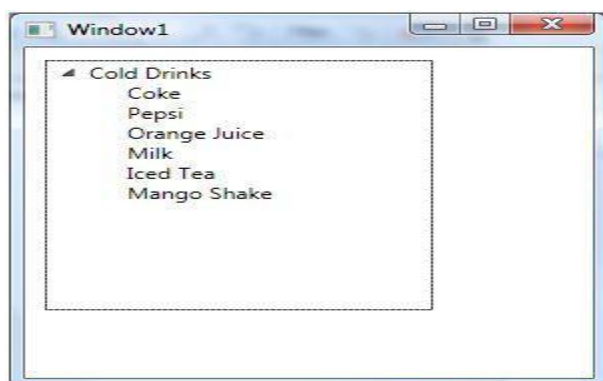 Window1
Cold Drinks
Coke
Pepsi
Orange Juice
Milk
Iced Tea
Mango Shake